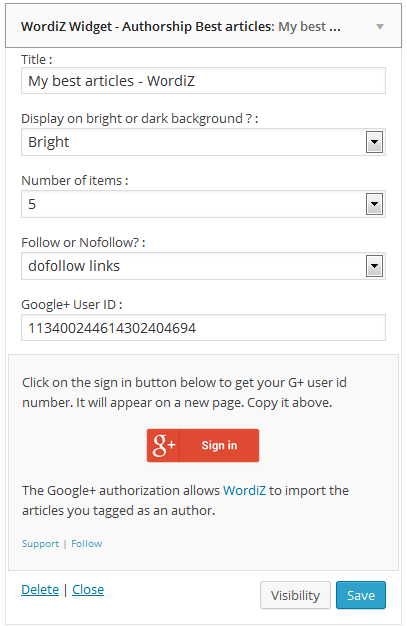 WordiZ Widget - Authorship Best articles: My best ...
Title :
My best articles - WordiZ
Display on bright or dark background ? :
Bright
Number of items :
5
Follow or Nofollow? :
dofollow links
Google+ User ID :
113400244614302404694
Click on the sign in button below to get your G+ user id
number. It will appear on a new page. Copy it above.
g+ Sign in
The Google+ authorization allows WordiZ to import the
articles you tagged as an author.
Support | Follow
Delete | Close Visibility Save